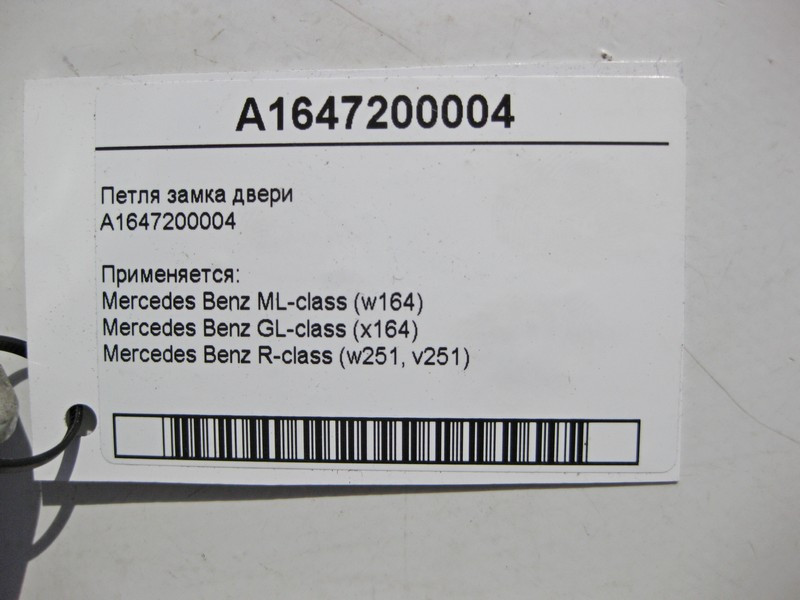 A1647200004
Петля замка двери
A1647200004
Применяется:
Mercedes Benz ML-class (w164)
Mercedes Benz GL-class (x164)
Mercedes Benz R-class (w251, v251)